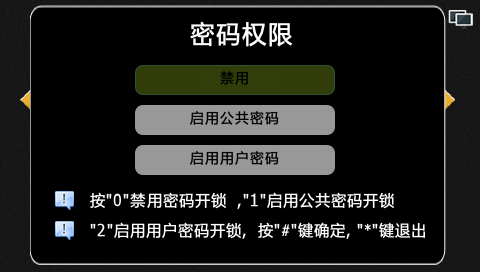 密码权限
禁用
启用公共密码
启用用户密码
按"0"禁用密码开锁 ,"1"启用公共密码开锁
"2"启用用户密码开锁, 按"#"键确定, "*"键退出